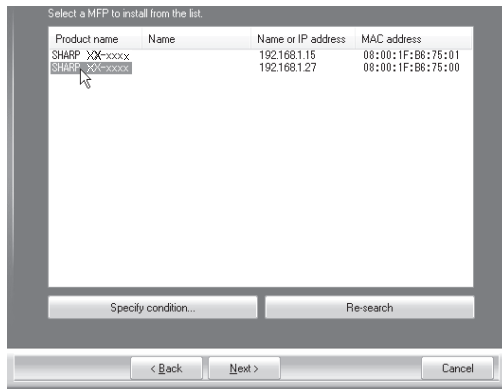 Select a MFP to install from the list.
Product name Name Name or IP address MAC address
SHARP XX-xxxx 192.168.1.15 08:00:1F:B6:75:01
SHARP XX-xxxx 192.168.1.27 08:00:1F:B6:75:00
Specify condition... Re-search
< Back Next > Cancel